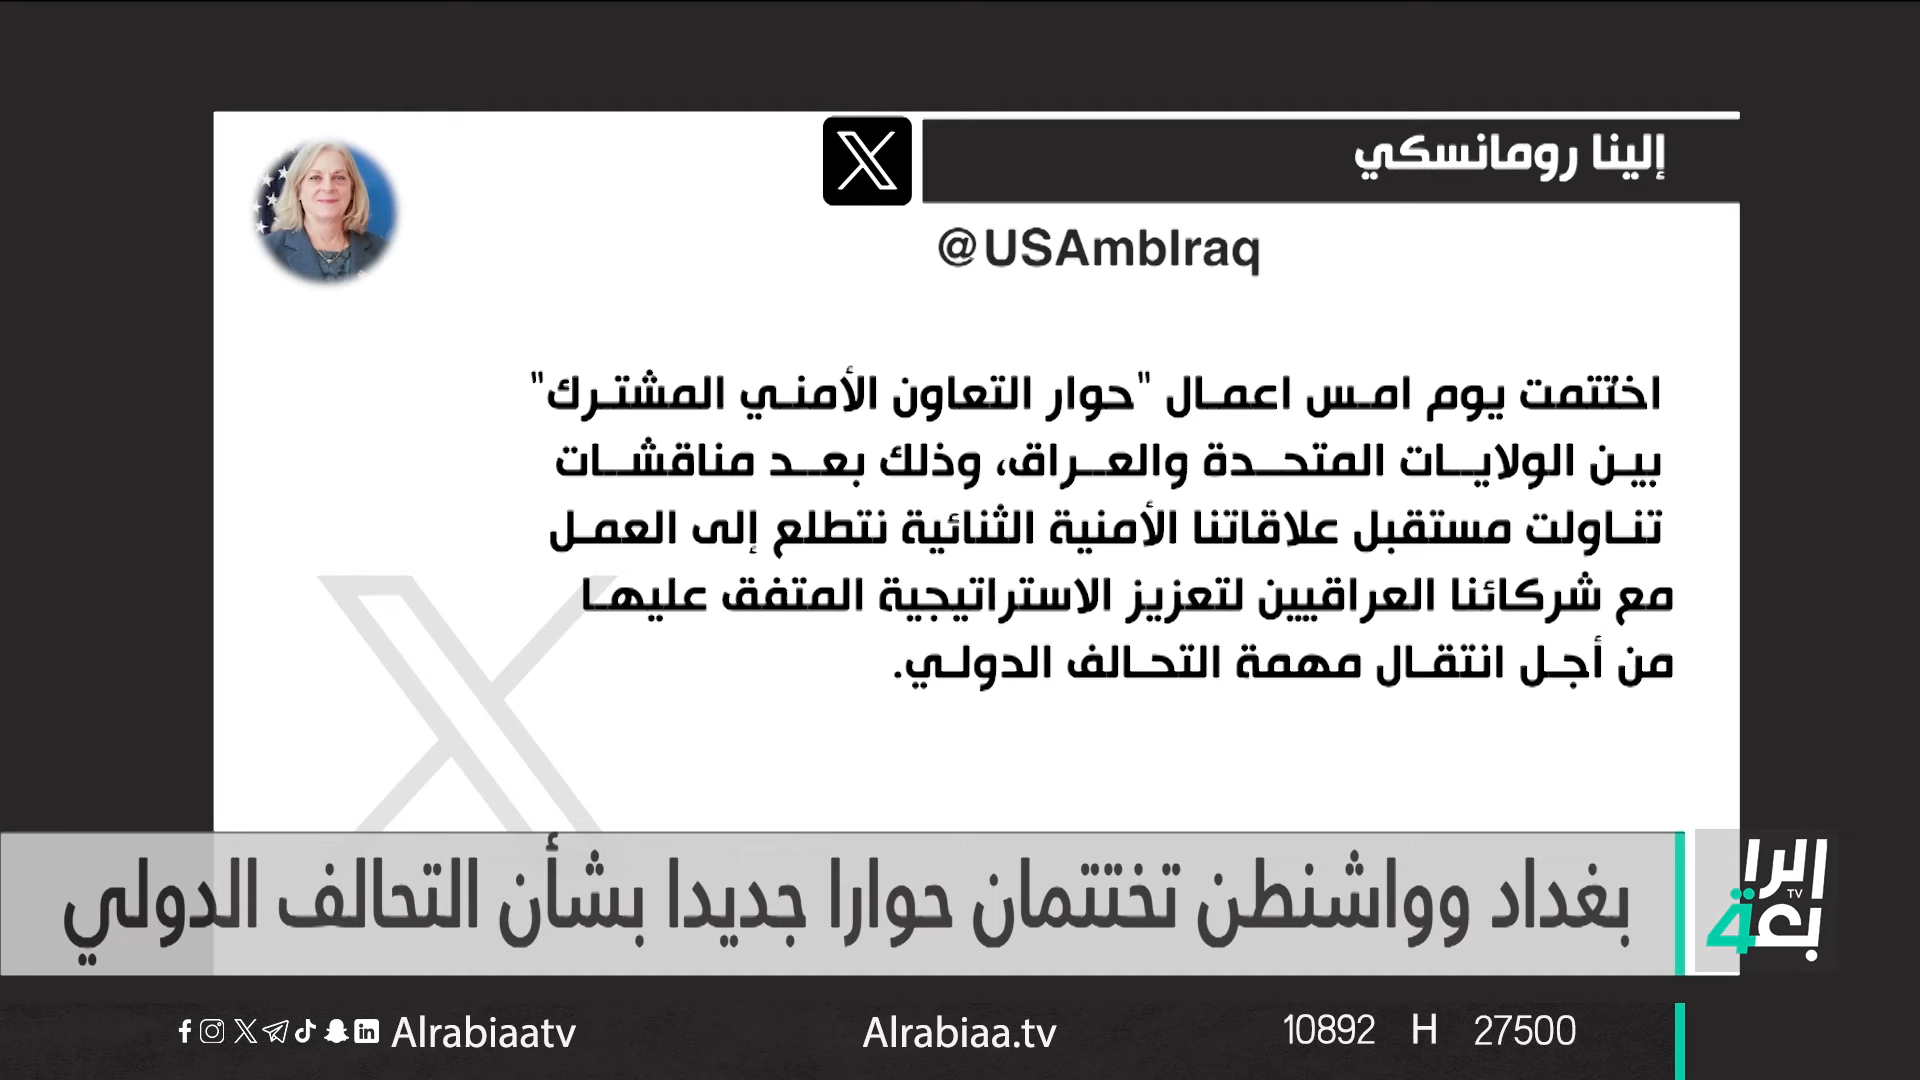 إلينا رومانسكي
@USAmbIraq
اختتمت يوم امس اعمال "حوار التعاون الأمني المشترك"
بين الولايات المتحدة والعراق، وذلك بعد مناقشات
تناولت مستقبل علاقاتنا الأمنية الثنائية نتطلع إلى العمل
مع شركائنا العراقيين لتعزيز الاستراتيجية المتفق عليها
من أجل انتقال مهمة التحالف الدولي.
بغداد وواشنطن تختتمان حوارا جديدا بشأن التحالف الدولي
الرابعة TV
Alrabiaatv
Alrabiaa.tv
10892 H 27500